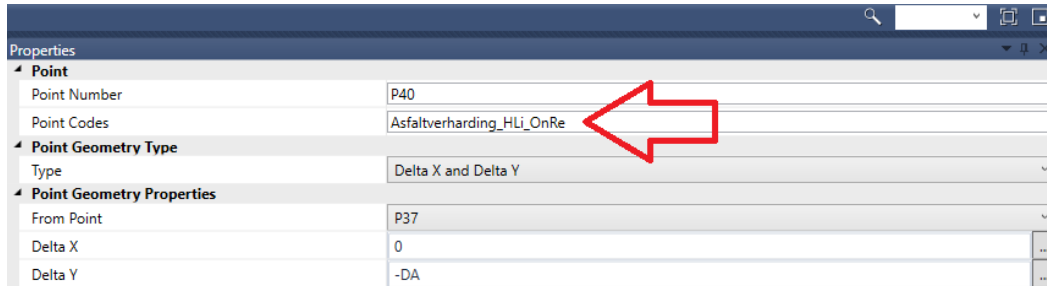 Properties
Point
Point Number P40
Point Codes Asfaltverharding_HLi_OnRe
Point Geometry Type
Type Delta X and Delta Y
Point Geometry Properties
From Point P37
Delta X 0 ...
Delta Y -DA ...